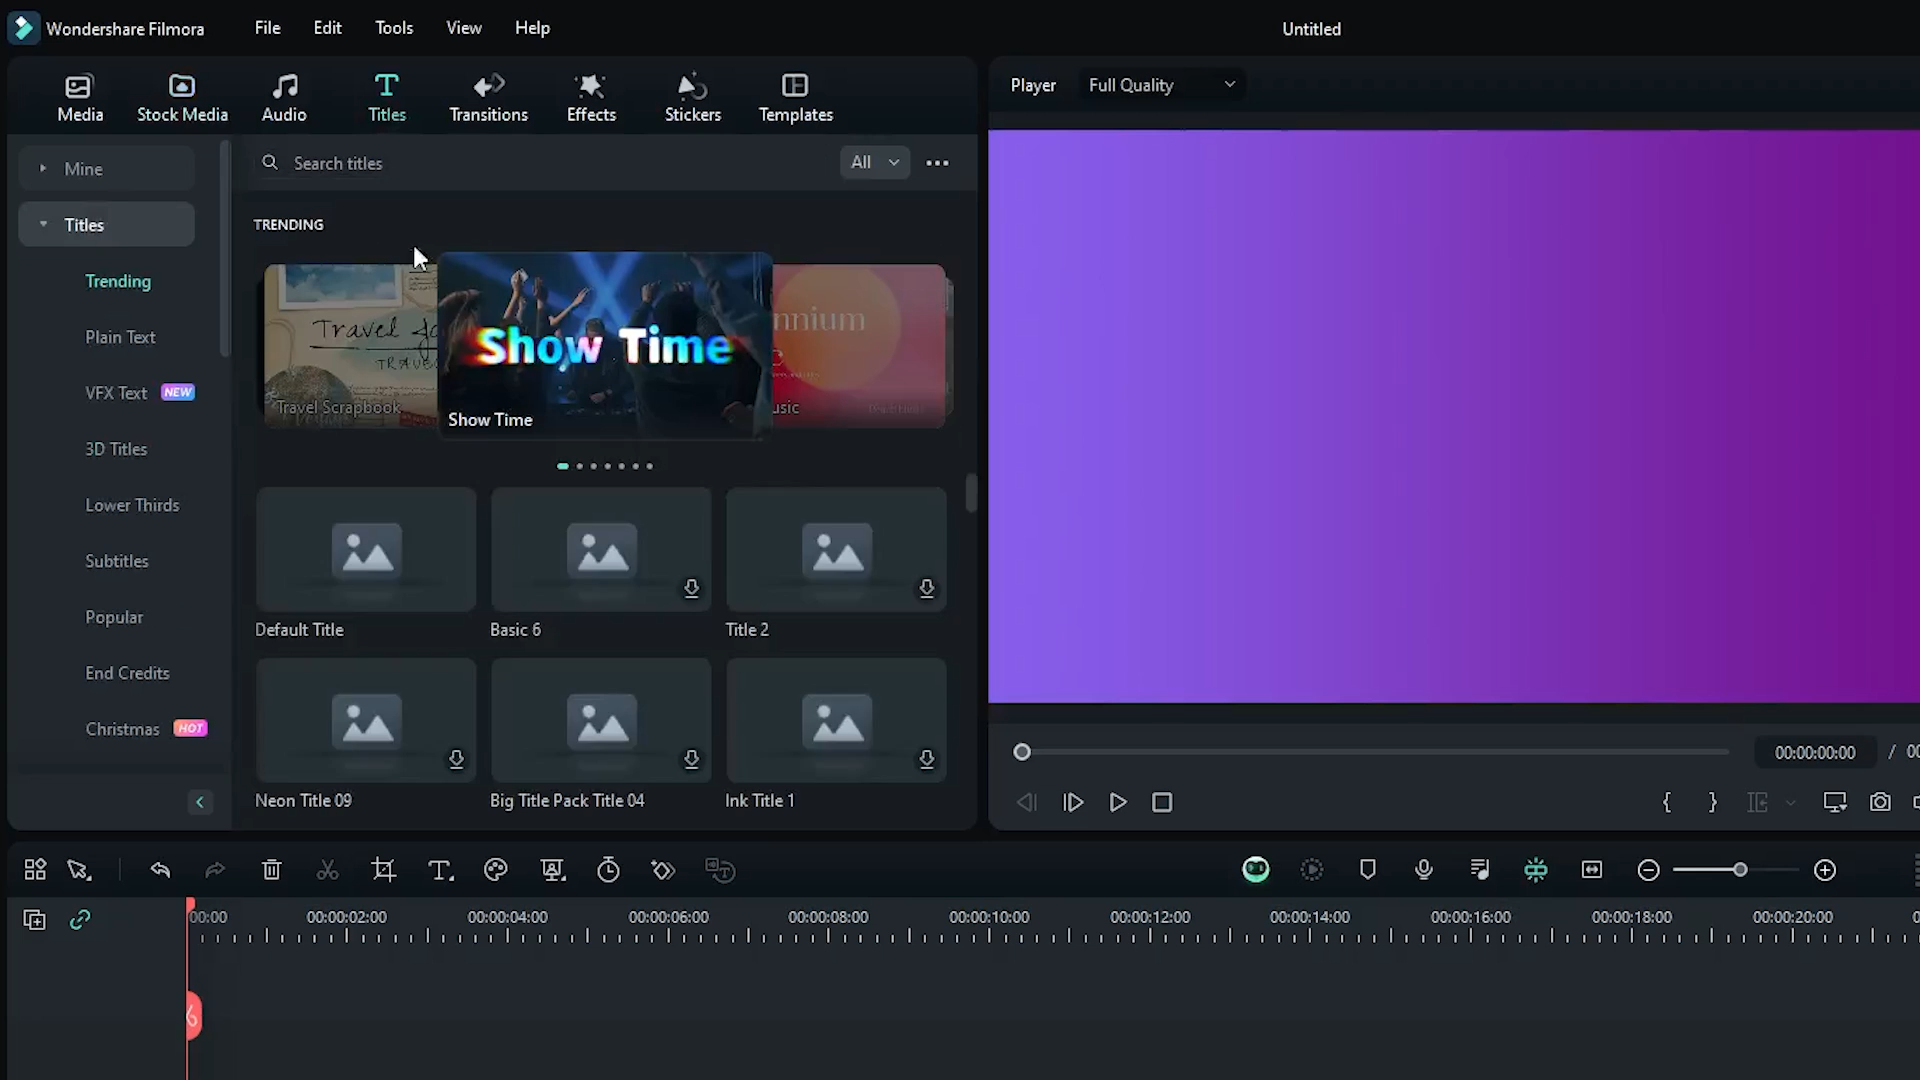 Wondershare Filmora
File Edit Tools View Help
Untitled
Media Stock Media Audio Titles Transitions Effects Stickers Templates
Player Full Quality
Mine
Search titles
All
Titles
TRENDING
Trending
Plain Text
VFX Text NEW
3D Titles
Lower Thirds
Subtitles
Popular
End Credits
Christmas HOT
Travel
Travel Scrapbook
Show Time
Show Time
nnium
usic
Default Title Basic 6 Title 2
Neon Title 09 Big Title Pack Title 04 Ink Title 1
00:00:00:00 / 00
00:00 00:00:02:00 00:00:04:00 00:00:06:00 00:00:08:00 00:00:10:00 00:00:12:00 00:00:14:00 00:00:16:00 00:00:18:00 00:00:20:00